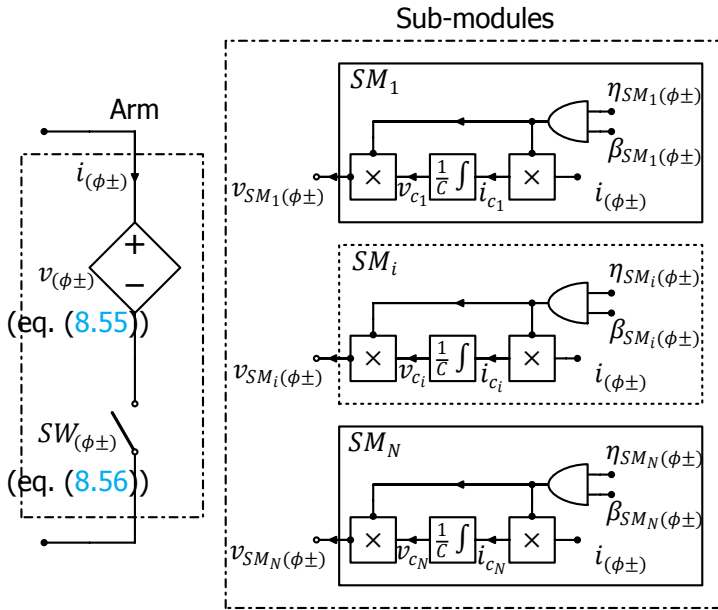 Sub-modules
Arm
i_(ϕ±)
+
−
v_(ϕ±)
(eq. (8.55))
SW_(ϕ±)
(eq. (8.56))
SM_1
η_SM_1(ϕ±)
β_SM_1(ϕ±)
v_SM_1(ϕ±)
×
v_c_1
1/C ∫
i_c_1
×
i_(ϕ±)
SM_i
η_SM_i(ϕ±)
β_SM_i(ϕ±)
v_SM_i(ϕ±)
×
v_c_i
1/C ∫
i_c_i
×
i_(ϕ±)
SM_N
η_SM_N(ϕ±)
β_SM_N(ϕ±)
v_SM_N(ϕ±)
×
v_c_N
1/C ∫
i_c_N
×
i_(ϕ±)